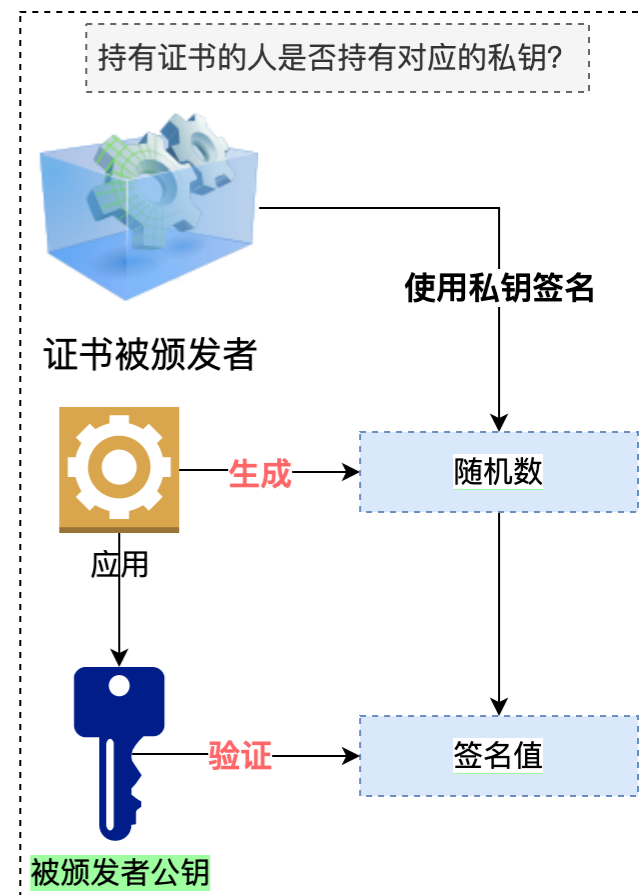 持有证书的人是否持有对应的私钥?
使用私钥签名
证书被颁发者
生成
随机数
应用
验证
签名值
被颁发者公钥